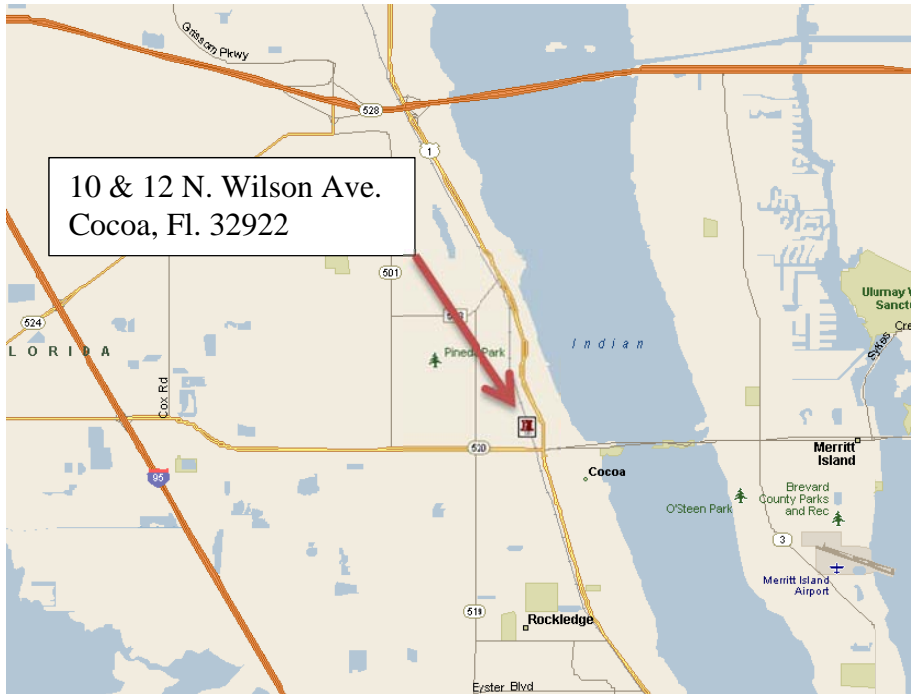 Grissom Pkwy
528
1
10 & 12 N. Wilson Ave.
Cocoa, Fl. 32922
501
524
LORIDA
Cox Rd
Pineda Park
Indian
Ulumay W
Sanctu
Sykes Cre
520
95
Cocoa
Merritt
Island
O'Steen Park
Brevard
County Parks
and Rec
3
Merritt Island
Airport
519
Rockledge
Eyster Blvd